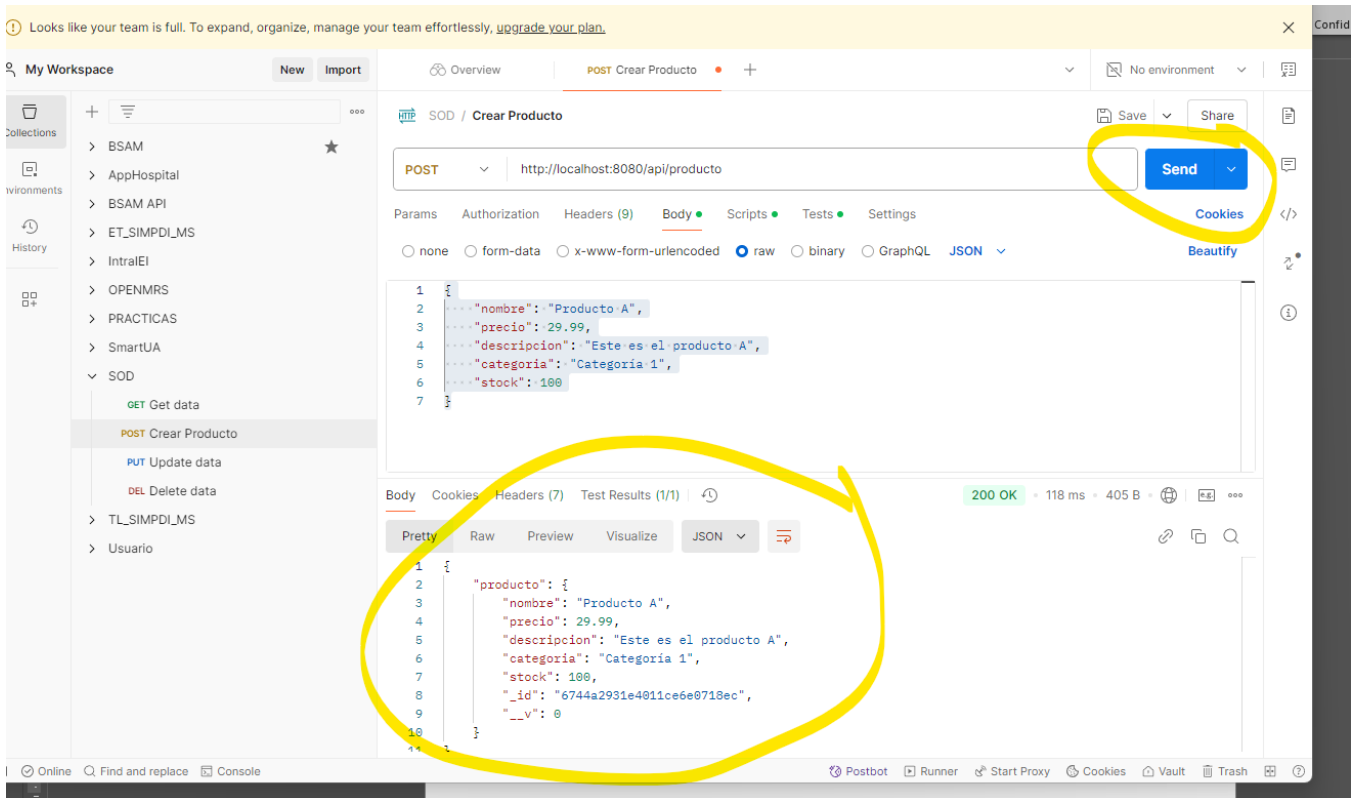 Looks like your team is full. To expand, organize, manage your team effortlessly, upgrade your plan.
Confid
My Workspace New Import Overview POST Crear Producto No environment
Collections
Environments
History
BSAM
AppHospital
BSAM API
ET_SIMPDI_MS
IntralEI
OPENMRS
PRACTICAS
SmartUA
SOD
GET Get data
POST Crear Producto
PUT Update data
DEL Delete data
TL_SIMPDI_MS
Usuario
HTTP SOD / Crear Producto Save Share
POST http://localhost:8080/api/producto Send
Params Authorization Headers (9) Body Scripts Tests Settings Cookies
none form-data x-www-form-urlencoded raw binary GraphQL JSON Beautify
1 {
2 "nombre": "Producto A",
3 "precio": 29.99,
4 "descripcion": "Este es el producto A",
5 "categoria": "Categoría 1",
6 "stock": 100
7 }
Body Cookies Headers (7) Test Results (1/1) 200 OK 118 ms 405 B e.g.
Pretty Raw Preview Visualize JSON
1 {
2 "producto": {
3 "nombre": "Producto A",
4 "precio": 29.99,
5 "descripcion": "Este es el producto A",
6 "categoria": "Categoría 1",
7 "stock": 100,
8 "_id": "6744a2931e4011ce6e0718ec",
9 "__v": 0
10 }
11 }
Online Find and replace Console Postbot Runner Start Proxy Cookies Vault Trash